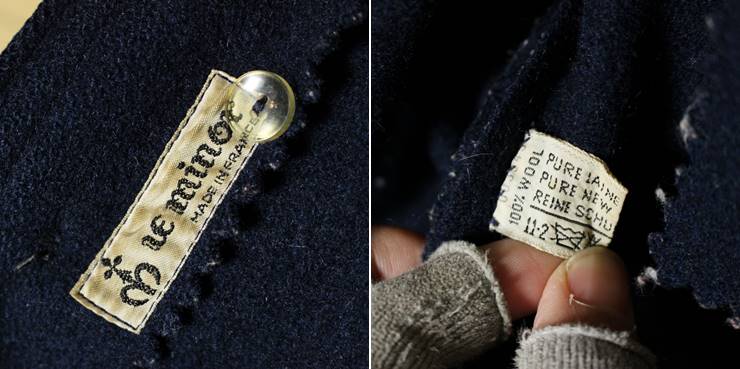 le minor
MADE IN FRANCE
100% WOOL
PURE LAINE
PURE NEW
REINE SCHU
11-2